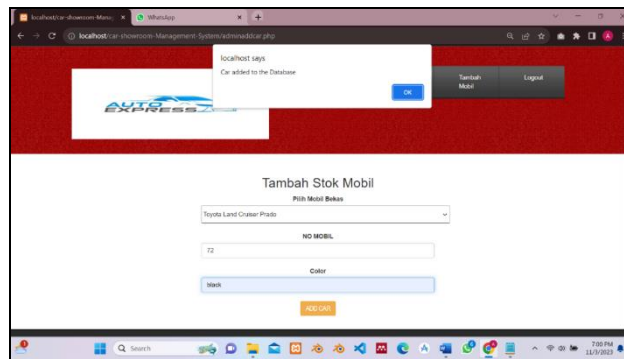 localhost/car-showroom-Manag
WhatsApp
localhost/car-showroom-Management-System/adminaddcar.php
localhost says
Car added to the Database
OK
Tambah
Mobil
Logout
AUTO
EXPRESS
Tambah Stok Mobil
Pilih Mobil Bekas
Toyota Land Cruiser Prado
NO MOBIL
72
Color
black
ADD CAR
Search
7:00 PM
11/3/2023